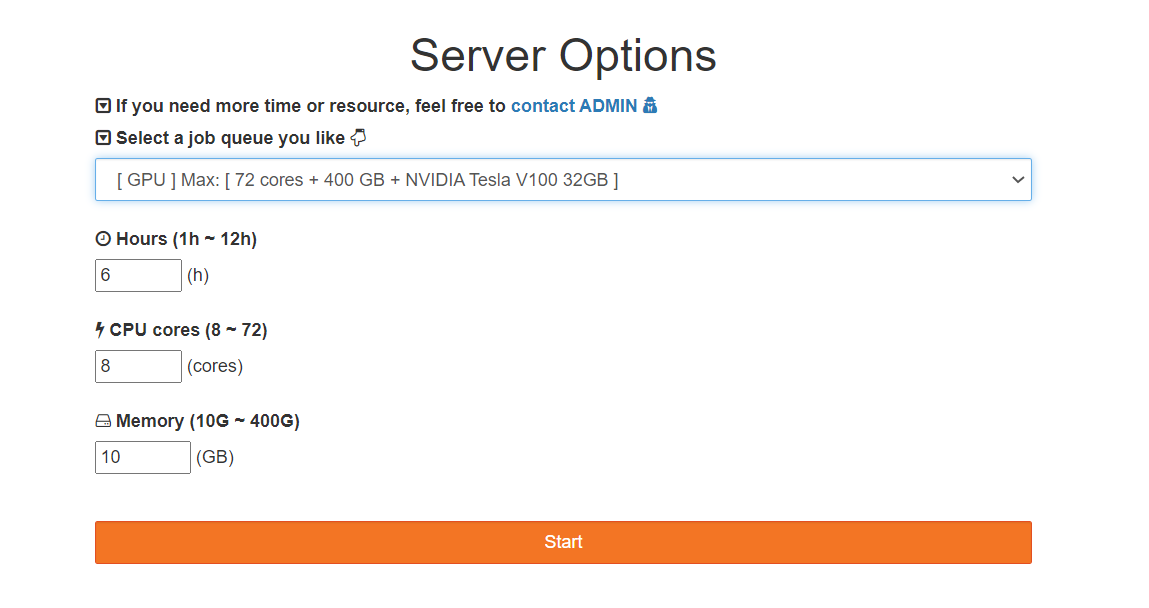 Server Options
If you need more time or resource, feel free to contact ADMIN
Select a job queue you like
[ GPU ] Max: [ 72 cores + 400 GB + NVIDIA Tesla V100 32GB ]
Hours (1h ~ 12h)
6 (h)
CPU cores (8 ~ 72)
8 (cores)
Memory (10G ~ 400G)
10 (GB)
Start